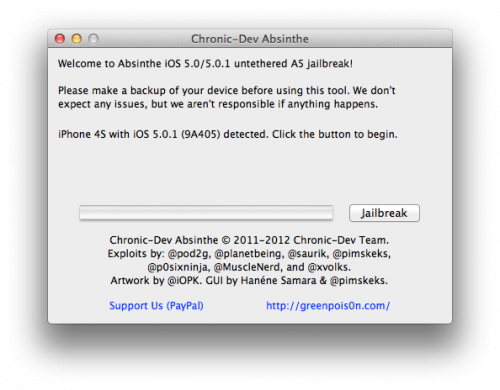 Chronic-Dev Absinthe
Welcome to Absinthe iOS 5.0/5.0.1 untethered A5 jailbreak!
Please make a backup of your device before using this tool. We don't
expect any issues, but we aren't responsible if anything happens.
iPhone 4S with iOS 5.0.1 (9A405) detected. Click the button to begin.
Jailbreak
Chronic-Dev Absinthe © 2011-2012 Chronic-Dev Team.
Exploits by: @pod2g, @planetbeing, @saurik, @pimskeks,
@p0sixninja, @MuscleNerd, and @xvolks.
Artwork by @iOPK. GUI by Hanéne Samara & @pimskeks.
Support Us (PayPal)
http://greenpois0n.com/